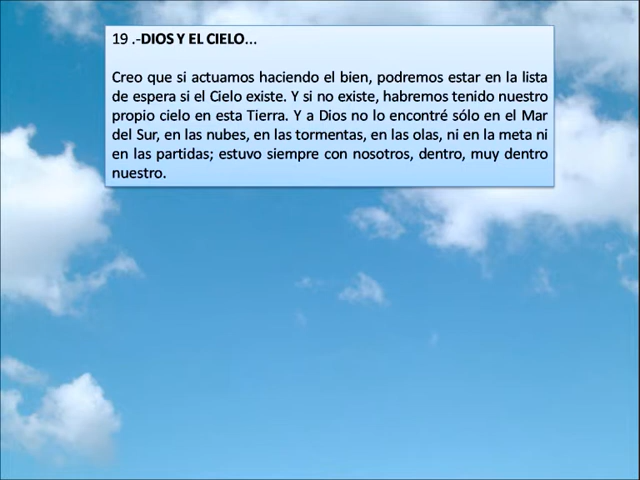 19 .-DIOS Y EL CIELO...
Creo que si actuamos haciendo el bien, podremos estar en la lista
de espera si el Cielo existe. Y si no existe, habremos tenido nuestro
propio cielo en esta Tierra. Y a Dios no lo encontré sólo en el Mar
del Sur, en las nubes, en las tormentas, en las olas, ni en la meta ni
en las partidas; estuvo siempre con nosotros, dentro, muy dentro
nuestro.